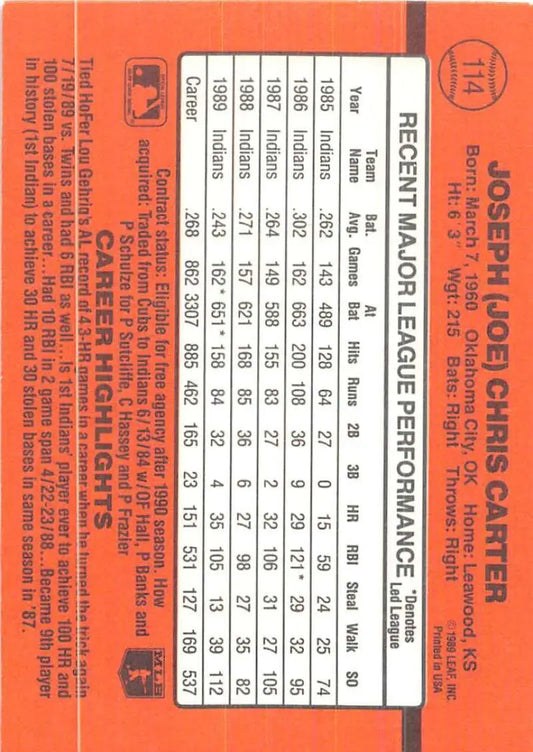 114
JOSEPH (JOE) CHRIS CARTER
Born: March 7, 1960 Oklahoma City, OK Home: Leawood, KS
Ht: 6' 3" Wgt: 215 Bats: Right Throws: Right
© 1989 LEAF, INC.
Printed in USA
RECENT MAJOR LEAGUE PERFORMANCE *Denotes Led League
Year Team Name Bat. Avg. Games At Bat Hits Runs 2B 3B HR RBI Steal Walk SO
1985 Indians .262 143 489 128 64 27 0 15 59 24 25 74
1986 Indians .302 162 663 200 108 36 9 29 121* 29 32 95
1987 Indians .264 149 588 155 83 27 2 32 106 31 27 105
1988 Indians .271 157 621 168 85 36 6 27 98 27 35 82
1989 Indians .243 162* 651* 158 84 32 4 35 105 13 39 112
Career .268 862 3307 885 462 165 23 151 531 127 169 537
Contract status: Eligible for free agency after 1990 season. How
acquired: Traded from Cubs to Indians 6/13/84 w/OF Hall, P Banks and
P Schulze for P Sutcliffe, C Hassey and P Frazier
MLB
CAREER HIGHLIGHTS
Tied HoFer Lou Gehrig's AL record of 4 3-HR games in a career when he turned the trick again
7/19/89 vs. Twins and had 6 RBI as well...Is 1st Indians' player ever to achieve 100 HR and
100 stolen bases in a career...Had 10 RBI in 2 game span 4/22-23/88...Became 9th player
in history (1st Indian) to achieve 30 HR and 30 stolen bases in same season in '87.